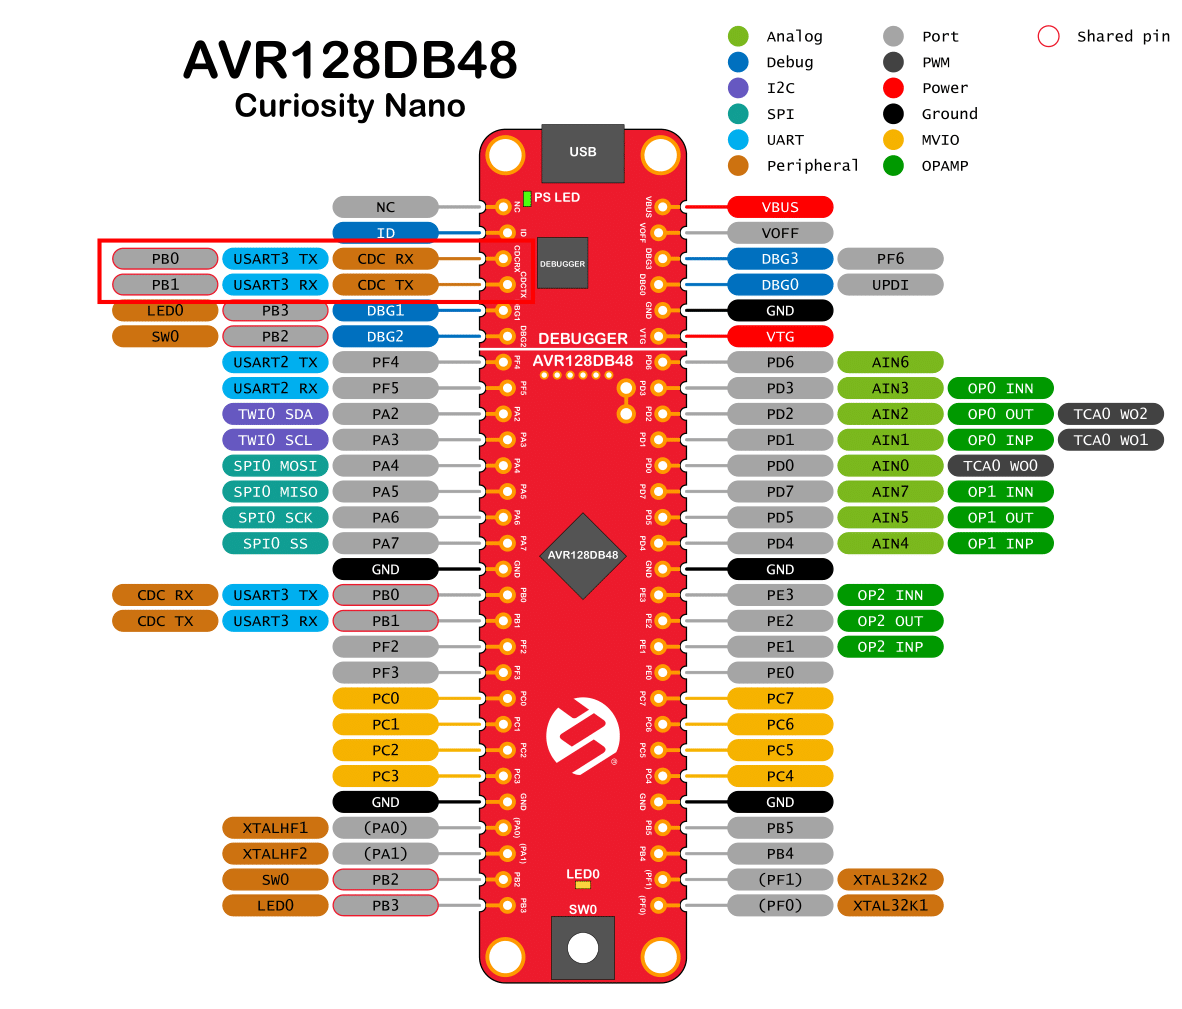 AVR128DB48
Curiosity Nano
Analog
Debug
I2C
SPI
UART
Peripheral
Port
PWM
Power
Ground
MVIO
OPAMP
Shared pin
USB
PS LED
DEBUGGER
DEBUGGER
AVR128DB48
AVR128DB48
®
LED0
SW0
NC NC
ID ID
PB0 USART3 TX CDC RX CDCRX
PB1 USART3 RX CDC TX CDCTX
LED0 PB3 DBG1 BG1
SW0 PB2 DBG2 DBG2
USART2 TX PF4 PF4
USART2 RX PF5 PF5
TWI0 SDA PA2 PA2
TWI0 SCL PA3 PA3
SPI0 MOSI PA4 PA4
SPI0 MISO PA5 PA5
SPI0 SCK PA6 PA6
SPI0 SS PA7 PA7
GND GND
CDC RX USART3 TX PB0 PB0
CDC TX USART3 RX PB1 PB1
PF2 PF2
PF3 PF3
PC0 PC0
PC1 PC1
PC2 PC2
PC3 PC3
GND GND
XTALHF1 (PA0) (PA0)
XTALHF2 (PA1) (PA1)
SW0 PB2 PB2
LED0 PB3 PB3
VBUS VBUS
VOFF VOFF
DBG3 DBG3 PF6
DBG0 DBG0 UPDI
GND GND
VTG VTG
PD6 PD6 AIN6
PD3 PD3 AIN3 OP0 INN
PD2 PD2 AIN2 OP0 OUT TCA0 WO2
PD1 PD1 AIN1 OP0 INP TCA0 WO1
PD0 PD0 AIN0 TCA0 WO0
PD7 PD7 AIN7 OP1 INN
PD5 PD5 AIN5 OP1 OUT
PD4 PD4 AIN4 OP1 INP
GND GND
PE3 PE3 OP2 INN
PE2 PE2 OP2 OUT
PE1 PE1 OP2 INP
PE0 PE0
PC7 PC7
PC6 PC6
PC5 PC5
PC4 PC4
GND GND
PB5 PB5
PB4 PB4
(PF1) (PF1) XTAL32K2
(PF0) (PF0) XTAL32K1